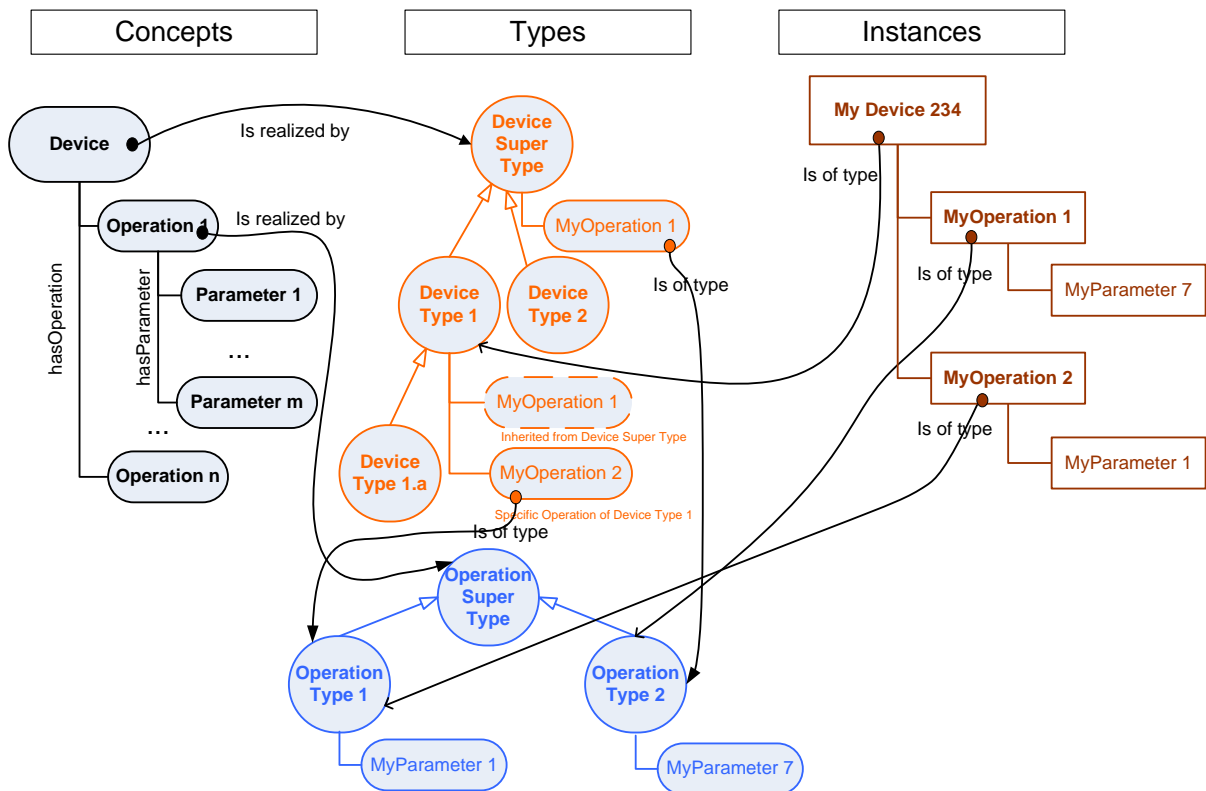 Concepts
Types
Instances
Device
Is realized by
Operation 1
Is realized by
hasOperation
hasParameter
Parameter 1
...
Parameter m
...
Operation n
Device
Super
Type
MyOperation 1
Is of type
Device
Type 1
Device
Type 2
MyOperation 1
Inherited from Device Super Type
Device
Type 1.a
MyOperation 2
Specific Operation of Device Type 1
Is of type
Operation
Super
Type
Operation
Type 1
Operation
Type 2
MyParameter 1
MyParameter 7
My Device 234
Is of type
MyOperation 1
Is of type
MyParameter 7
MyOperation 2
Is of type
MyParameter 1